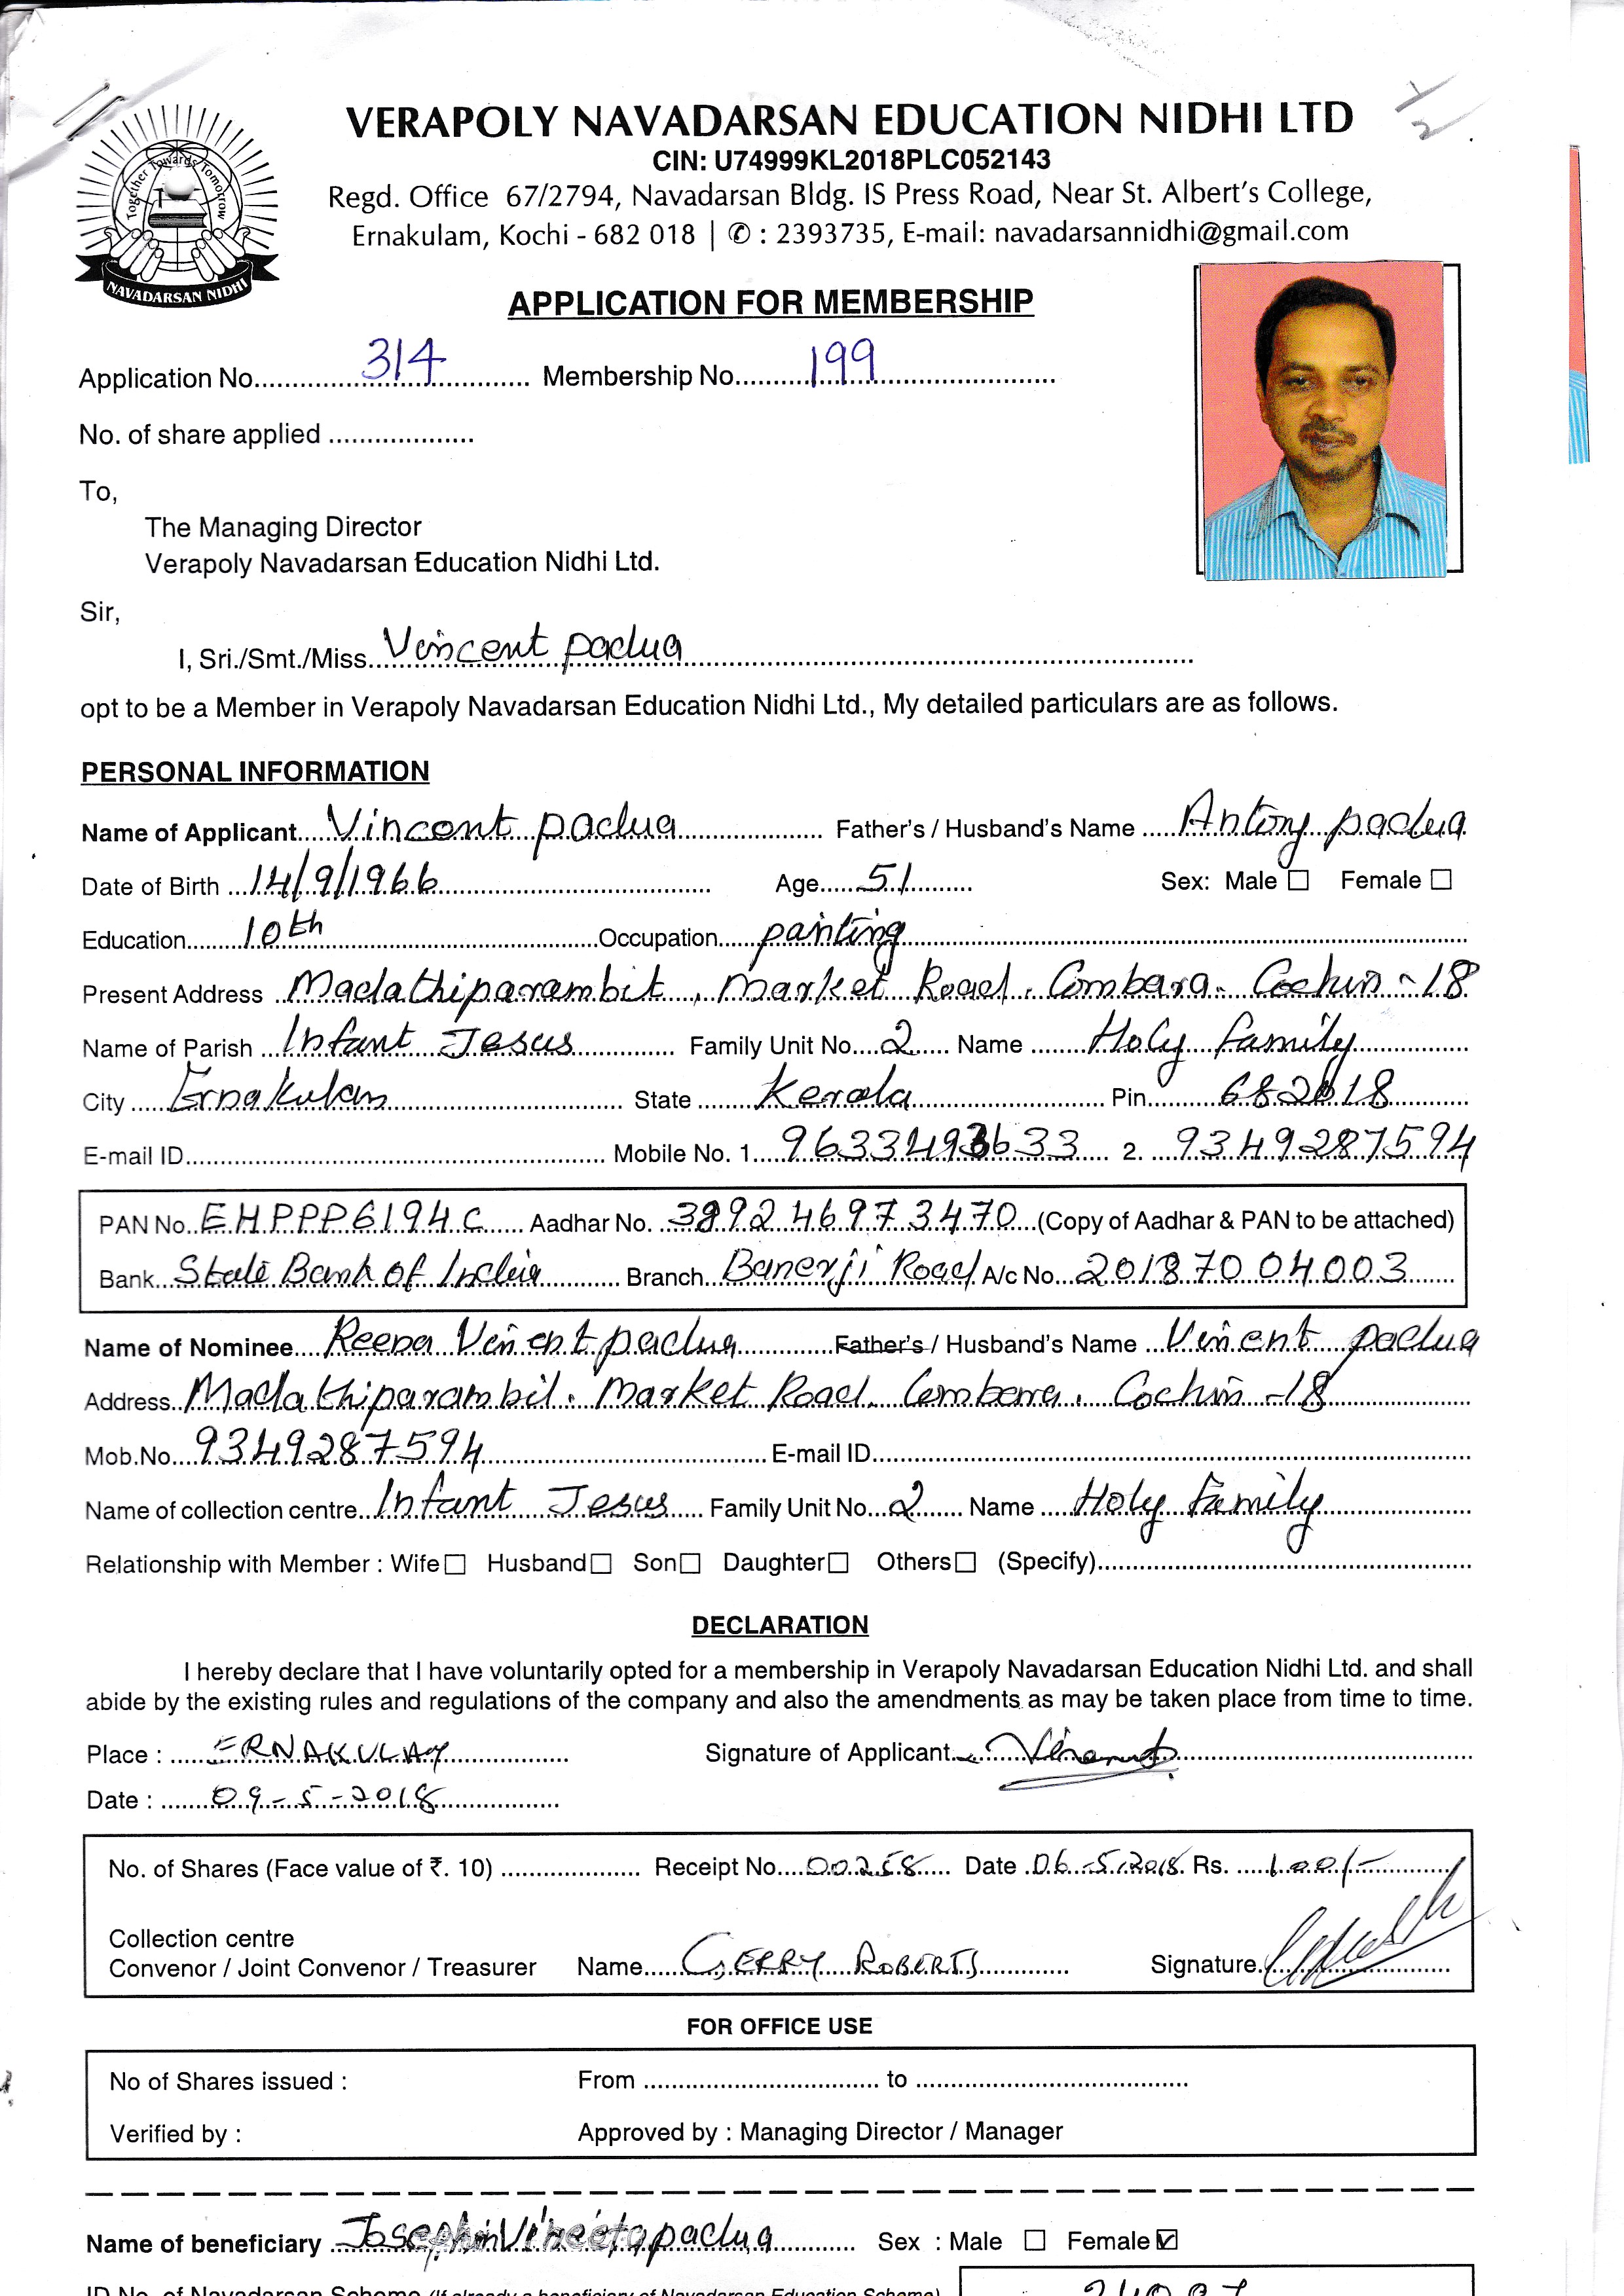 VERAPOLY NAVADARSAN EDUCATION NIDHI LTD
CIN: U74999KL2018PLC052143
Regd. Office 67/2794, Navadarsan Bldg. IS Press Road, Near St. Albert's College,
Ernakulam, Kochi - 682 018 | ✆ : 2393735, E-mail: navadarsannidhi@gmail.com
Together Towards Tomorrow
NAVADARSAN NIDHI
APPLICATION FOR MEMBERSHIP
Application No. 314 Membership No. 199
No. of share applied
To,
The Managing Director
Verapoly Navadarsan Education Nidhi Ltd.
Sir,
I, Sri./Smt./Miss. Vincent padua
opt to be a Member in Verapoly Navadarsan Education Nidhi Ltd., My detailed particulars are as follows.
PERSONAL INFORMATION
Name of Applicant Vincent padua Father's / Husband's Name Antony padua
Date of Birth 14/9/1966 Age 51 Sex: Male ☐ Female ☐
Education 10th Occupation painting
Present Address Madathiparambil, Market Road. Combara. Cochin - 18
Name of Parish Infant Jesus Family Unit No. 2 Name Holy family
City Ernakulam State Kerala Pin 682018
E-mail ID Mobile No. 1. 9633493633 2. 9349287594
PAN No. EHPPP6194C Aadhar No. 3892 4697 3470 (Copy of Aadhar & PAN to be attached)
Bank State Bank of India Branch Banerji Road A/c No. 20187004003
Name of Nominee Reena Vincent padua Father's / Husband's Name Vincent padua
Address Madathiparambil. Market Road. Combara. Cochin - 18
Mob.No. 9349287594 E-mail ID
Name of collection centre Infant Jesus Family Unit No. 2 Name Holy Family
Relationship with Member : Wife ☐ Husband ☐ Son ☐ Daughter ☐ Others ☐ (Specify)
DECLARATION
I hereby declare that I have voluntarily opted for a membership in Verapoly Navadarsan Education Nidhi Ltd. and shall
abide by the existing rules and regulations of the company and also the amendments as may be taken place from time to time.
Place : ERNAKULAM Signature of Applicant Vincent
Date : 09-5-2018
No. of Shares (Face value of ₹. 10) Receipt No. 00258 Date 06-5-2018 Rs. 100/-
Collection centre
Convenor / Joint Convenor / Treasurer Name GERRY ROBERTS Signature
FOR OFFICE USE
No of Shares issued : From to
Verified by : Approved by : Managing Director / Manager
Name of beneficiary Josephin Vineeta padua Sex : Male ☐ Female ☑
ID No. of Navadarsan Scheme (If already a beneficiary of Navadarsan Education Scheme)